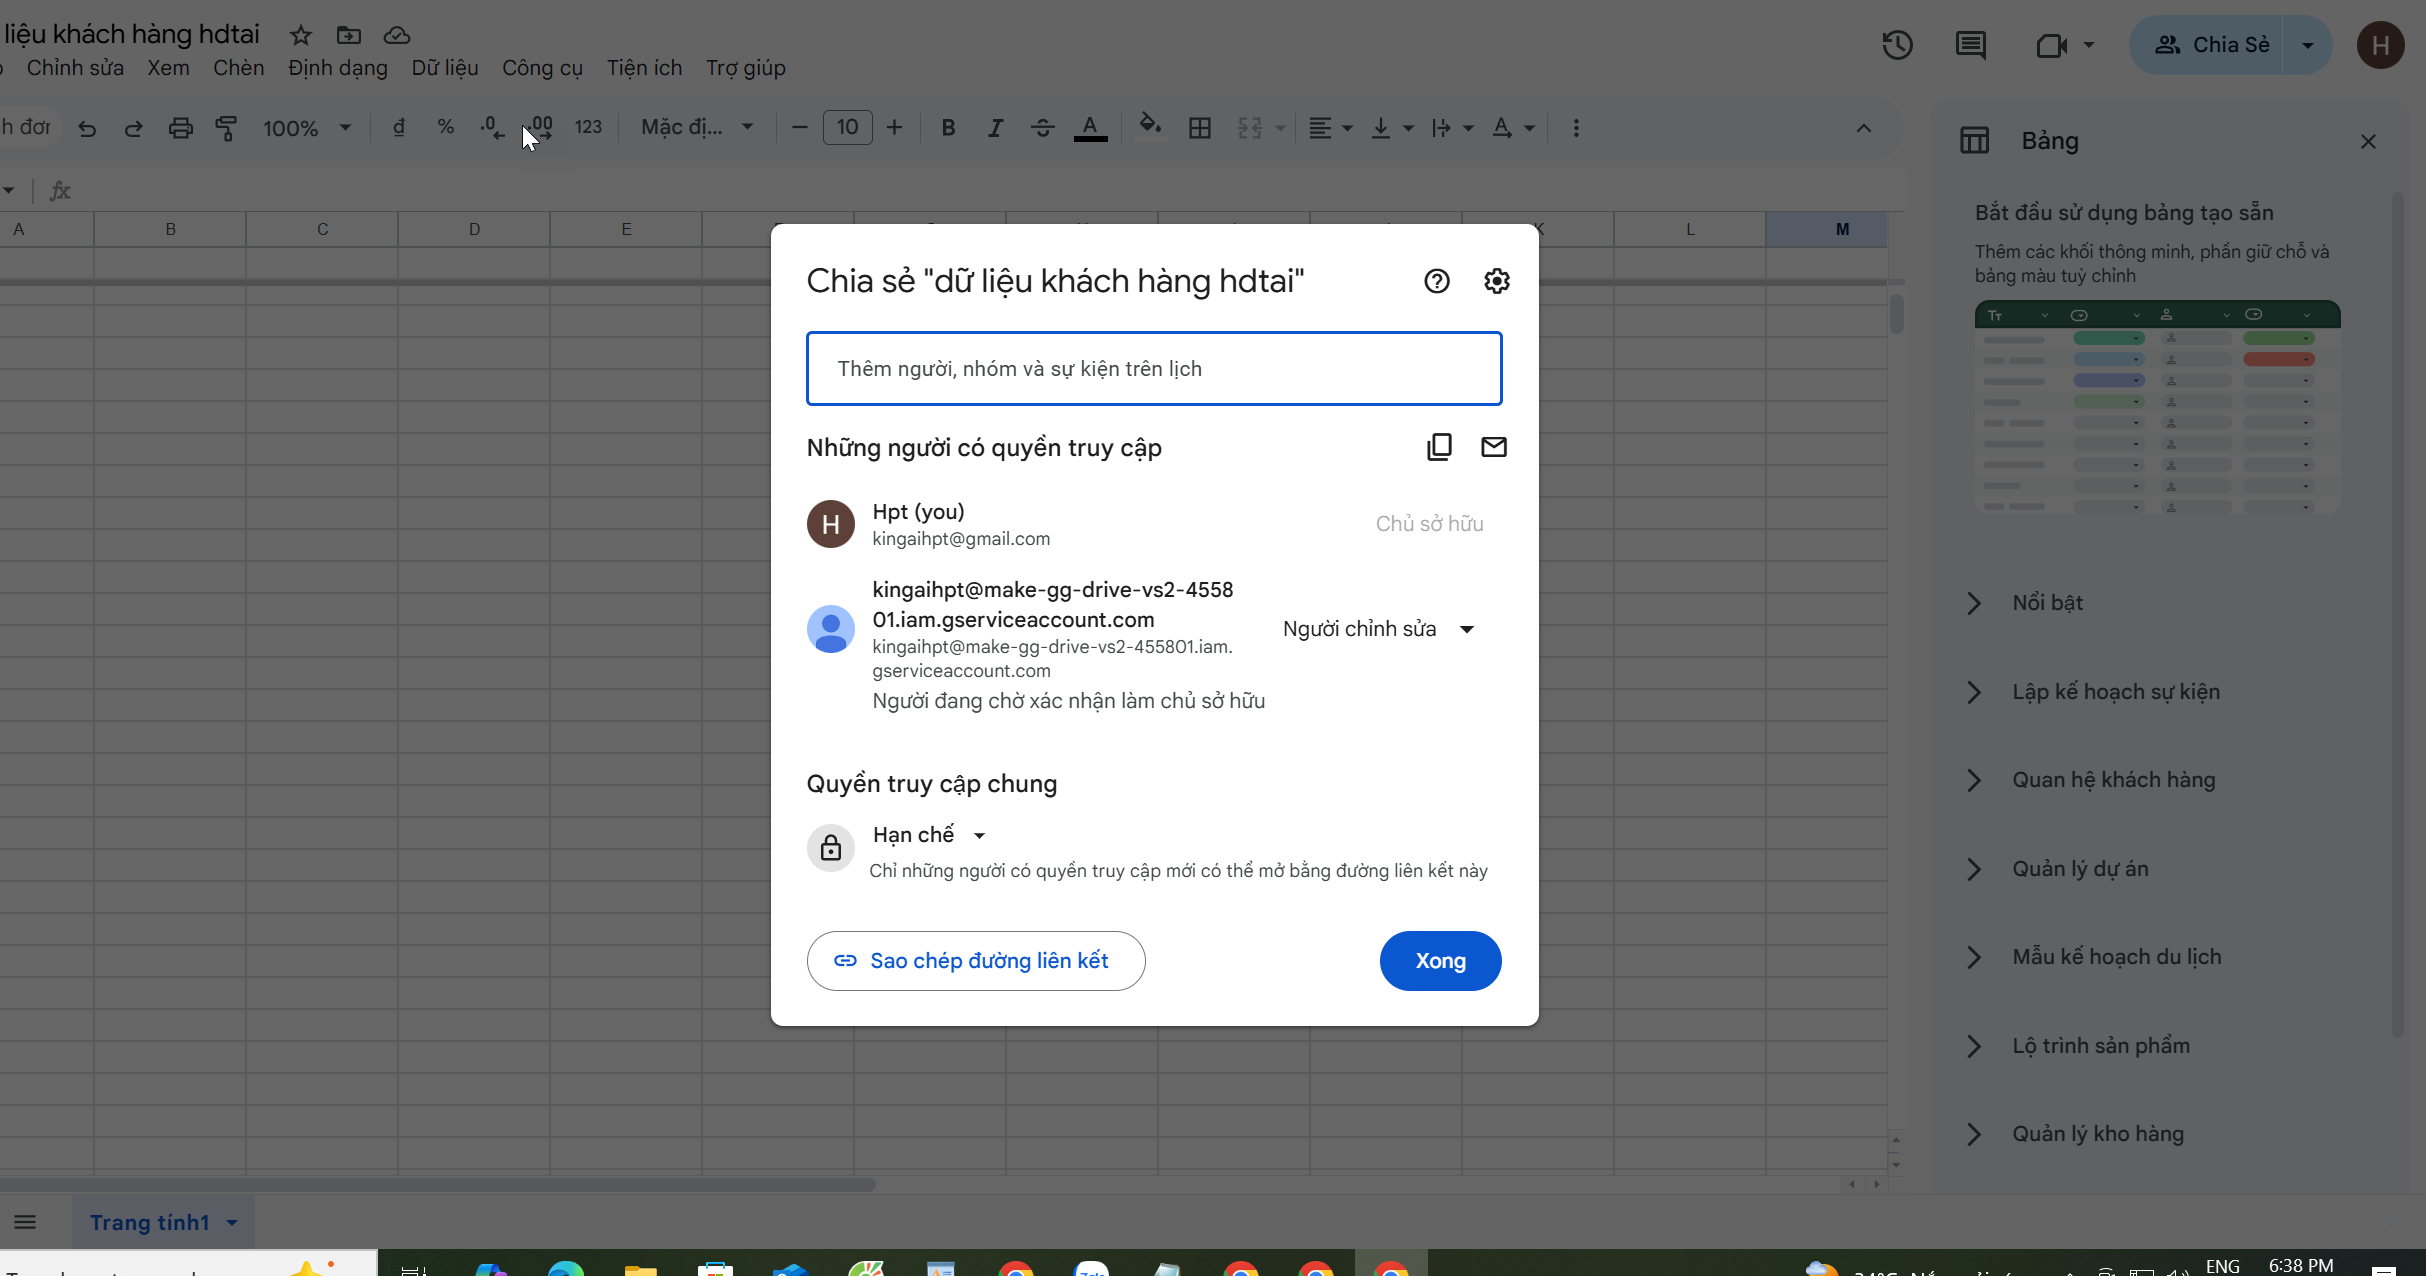 liệu khách hàng hdtai
Chia Sẻ
H
Chỉnh sửa Xem Chèn Định dạng Dữ liệu Công cụ Tiện ích Trợ giúp
100% đ % .0 .00 123 Mặc đị... 10 B I S A
fx
A B C D E K L M
Chia sẻ "dữ liệu khách hàng hdtai"
Thêm người, nhóm và sự kiện trên lịch
Những người có quyền truy cập
H
Hpt (you)
kingaihpt@gmail.com
Chủ sở hữu
kingaihpt@make-gg-drive-vs2-4558
01.iam.gserviceaccount.com
kingaihpt@make-gg-drive-vs2-455801.iam.
gserviceaccount.com
Người đang chờ xác nhận làm chủ sở hữu
Người chỉnh sửa
Quyền truy cập chung
Hạn chế
Chỉ những người có quyền truy cập mới có thể mở bằng đường liên kết này
Sao chép đường liên kết
Xong
Bảng
Bắt đầu sử dụng bảng tạo sẵn
Thêm các khối thông minh, phần giữ chỗ và
bảng màu tuỳ chỉnh
Nổi bật
Lập kế hoạch sự kiện
Quan hệ khách hàng
Quản lý dự án
Mẫu kế hoạch du lịch
Lộ trình sản phẩm
Quản lý kho hàng
Trang tính1
ENG
6:38 PM